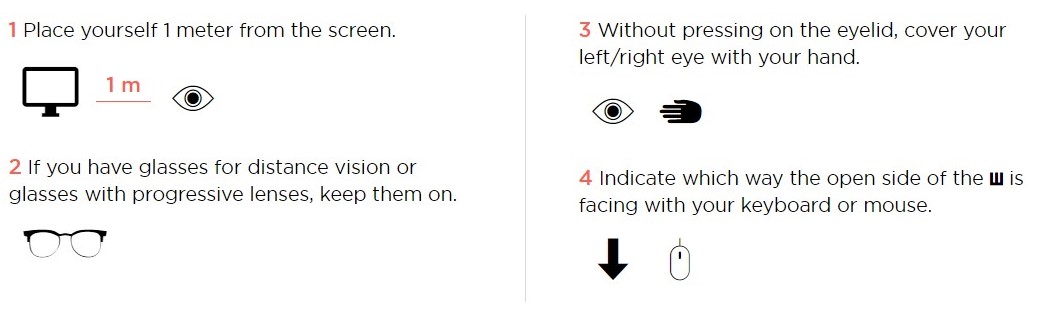 1 Place yourself 1 meter from the screen.
1 m
2 If you have glasses for distance vision or
glasses with progressive lenses, keep them on.
3 Without pressing on the eyelid, cover your
left/right eye with your hand.
4 Indicate which way the open side of the E is
facing with your keyboard or mouse.